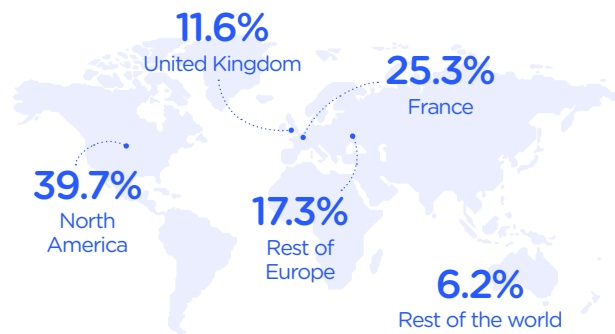 11.6%
United Kingdom
25.3%
France
39.7%
North
America
17.3%
Rest of
Europe
6.2%
Rest of the world